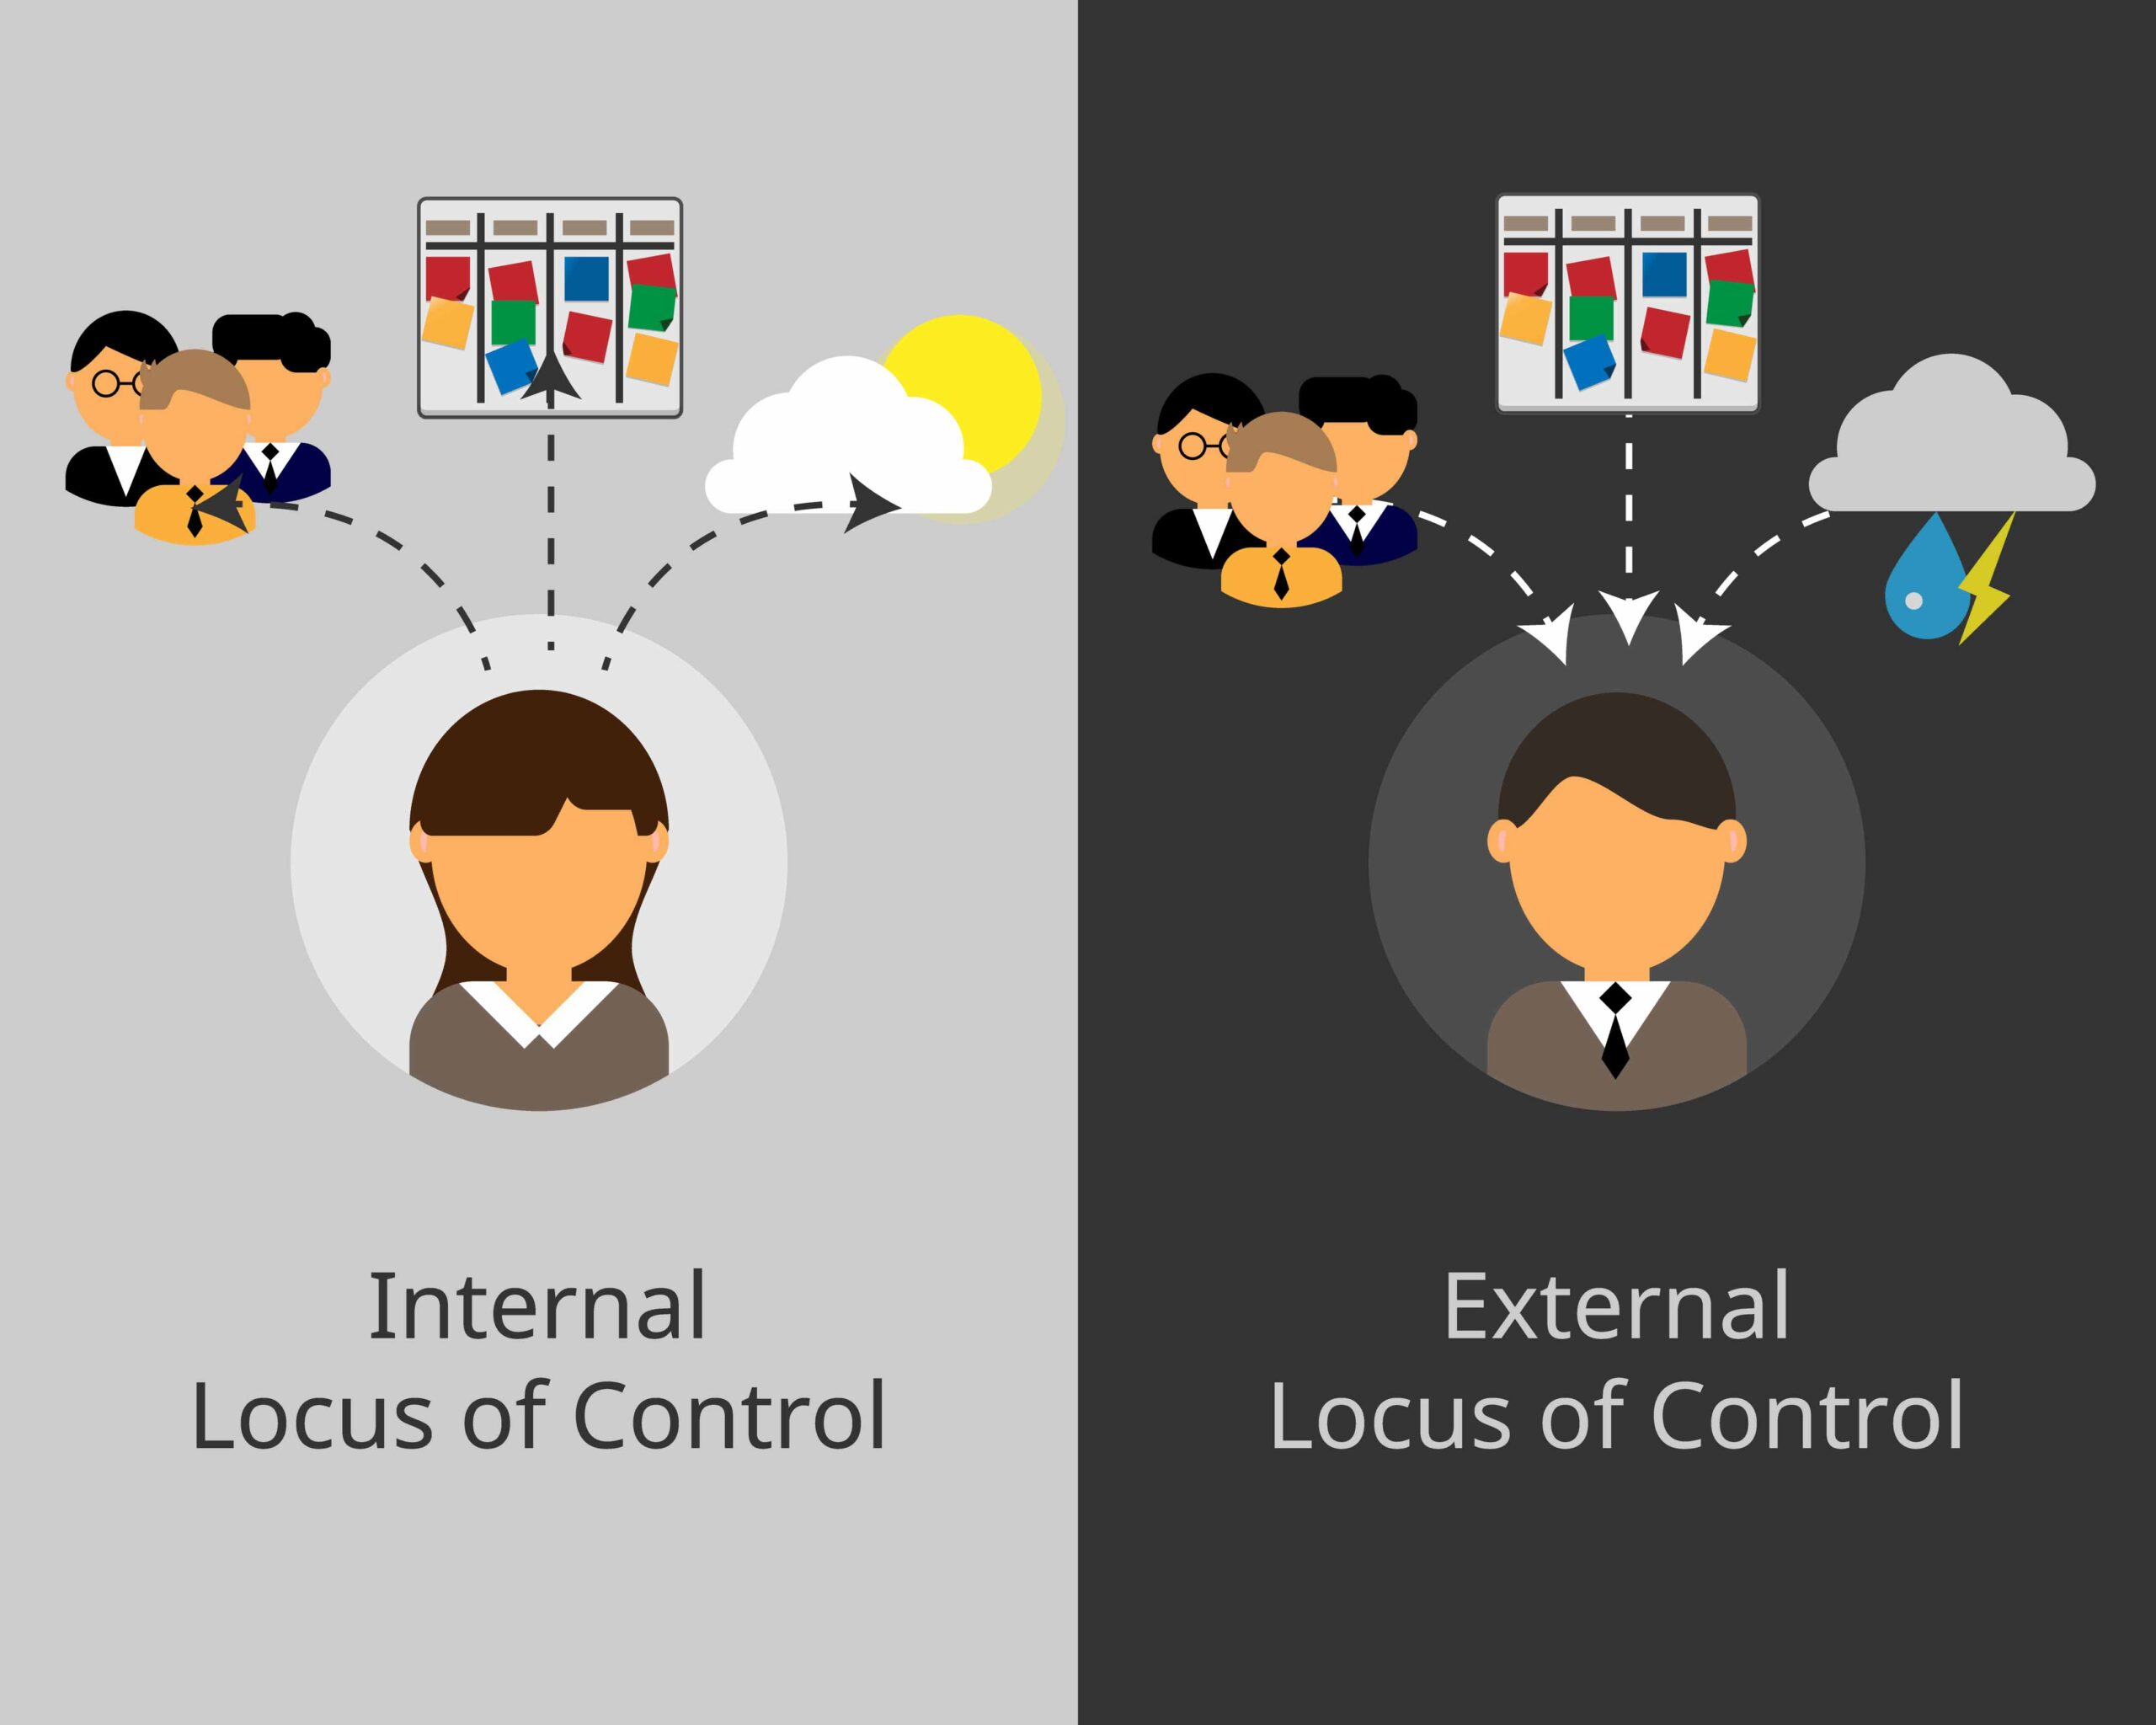 Internal
Locus of Control
External
Locus of Control